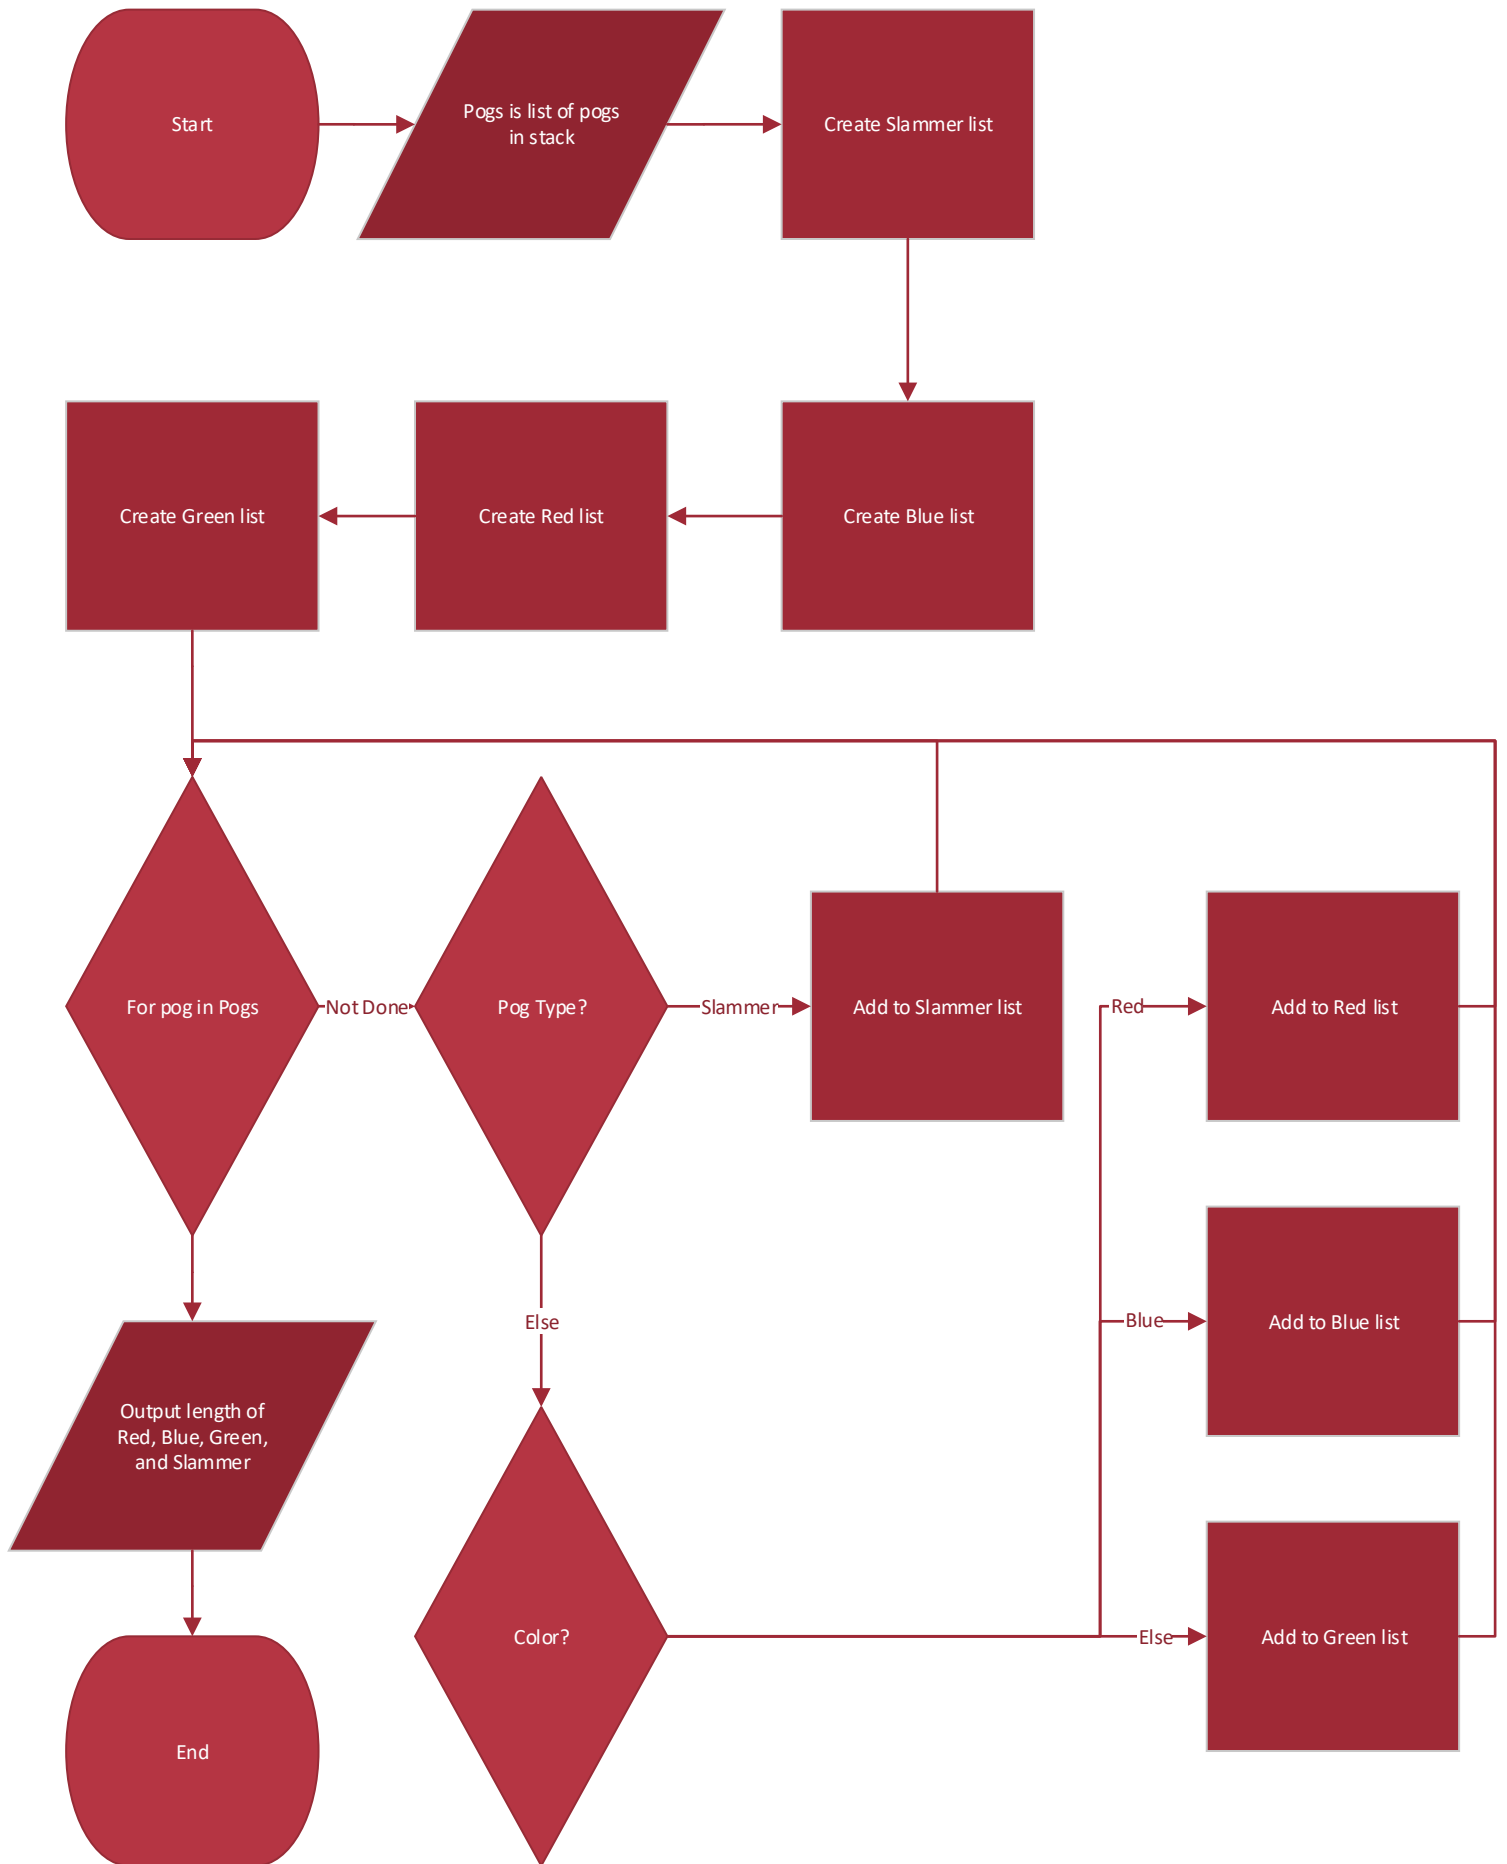 Start
Pogs is list of pogs
in stack
Create Slammer list
Create Green list
Create Red list
Create Blue list
For pog in Pogs
Not Done
Pog Type?
Slammer
Add to Slammer list
Red
Add to Red list
Else
Blue
Add to Blue list
Output length of
Red, Blue, Green,
and Slammer
Color?
Else
Add to Green list
End